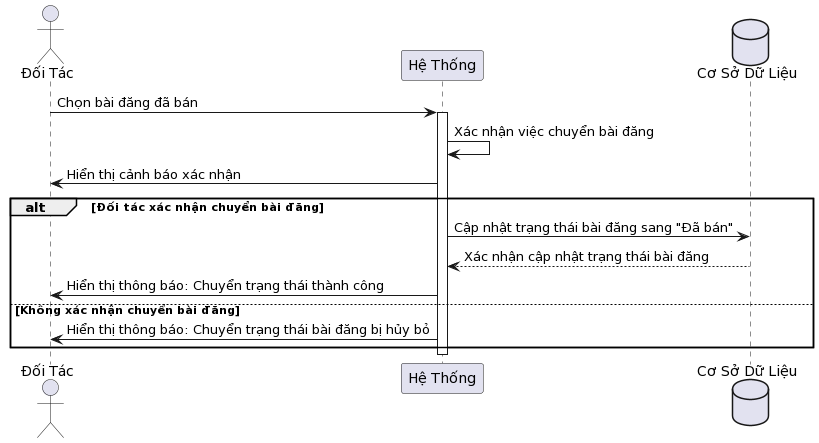 Đối Tác
Hệ Thống
Cơ Sở Dữ Liệu
Chọn bài đăng đã bán
Xác nhận việc chuyển bài đăng
Hiển thị cảnh báo xác nhận
alt [Đối tác xác nhận chuyển bài đăng]
Cập nhật trạng thái bài đăng sang "Đã bán"
Xác nhận cập nhật trạng thái bài đăng
Hiển thị thông báo: Chuyển trạng thái thành công
[Không xác nhận chuyển bài đăng]
Hiển thị thông báo: Chuyển trạng thái bài đăng bị hủy bỏ
Đối Tác
Hệ Thống
Cơ Sở Dữ Liệu